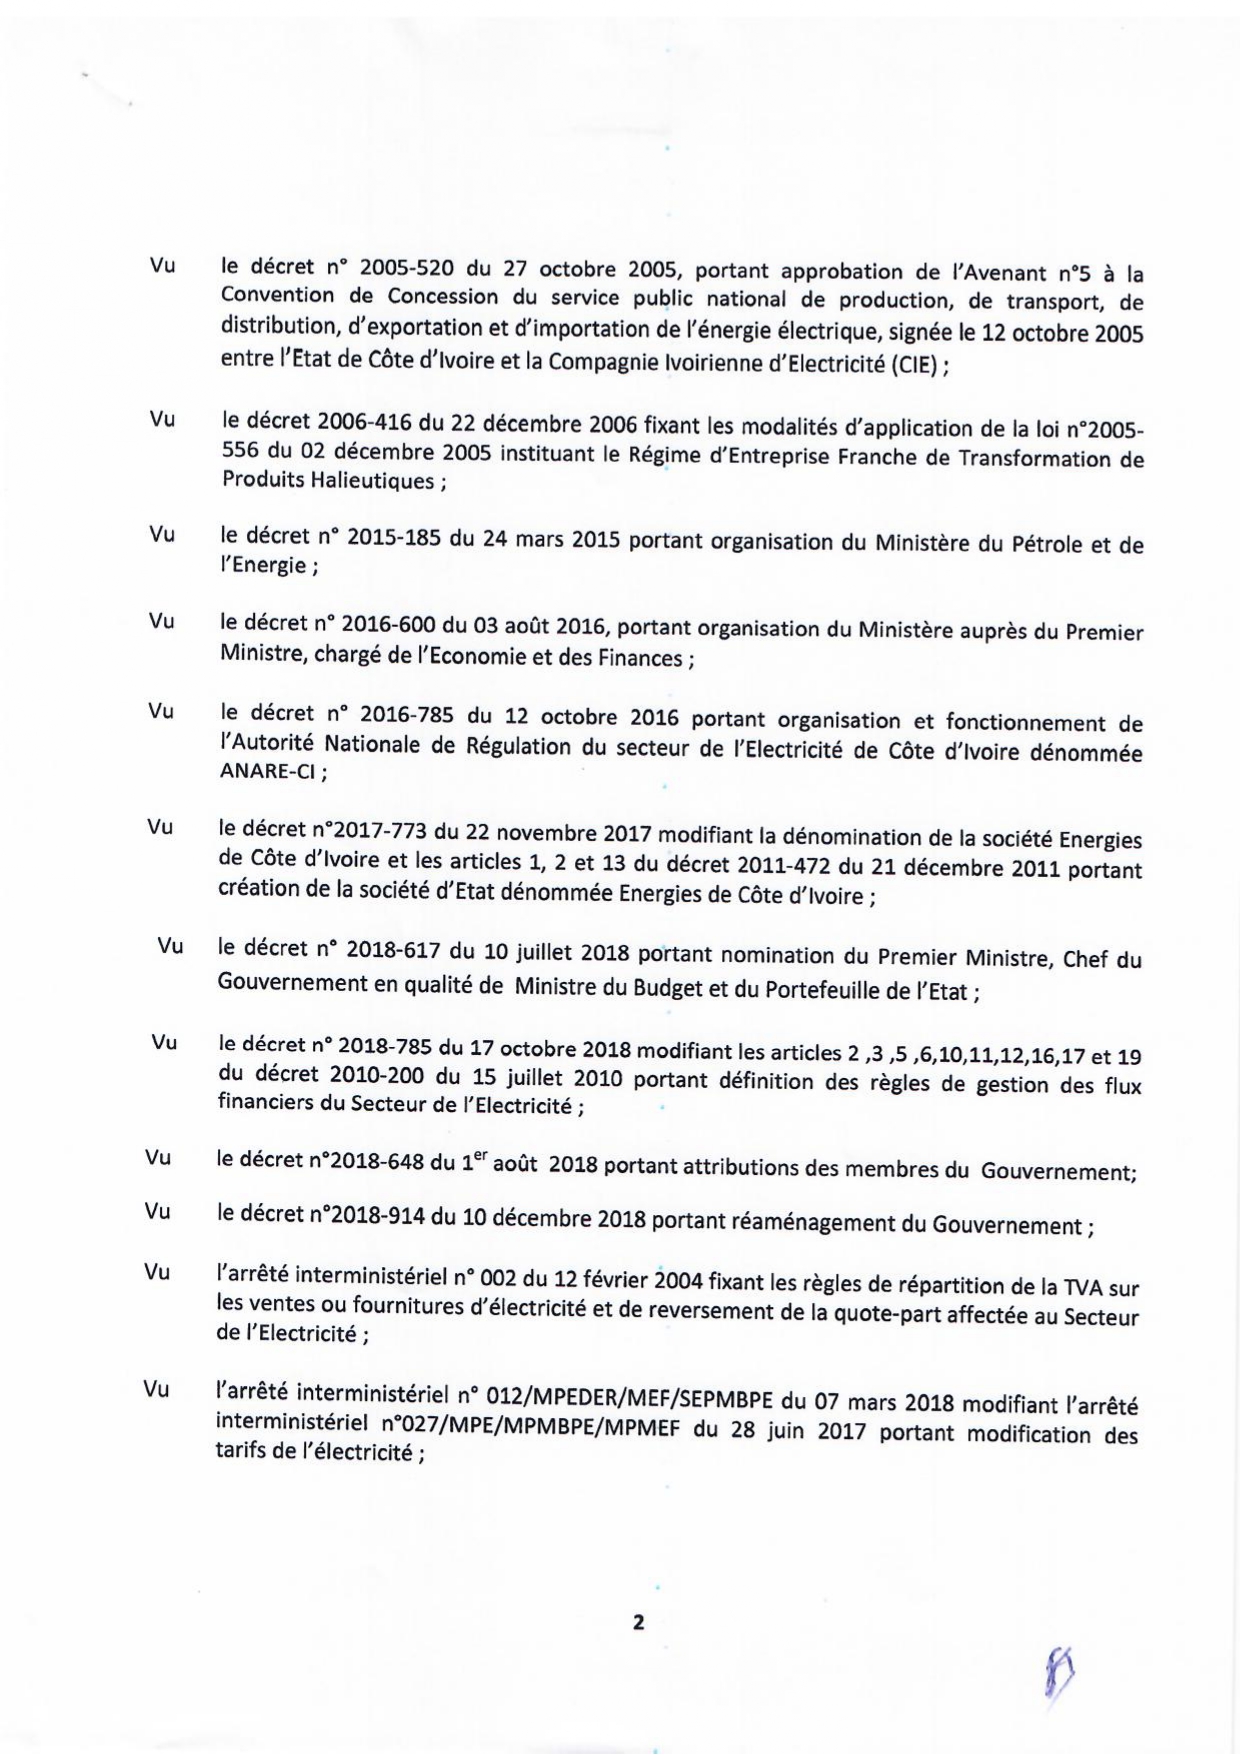 Vu le décret n° 2005-520 du 27 octobre 2005, portant approbation de l'Avenant n°5 à la
Convention de Concession du service public national de production, de transport, de
distribution, d'exportation et d'importation de l'énergie électrique, signée le 12 octobre 2005
entre l'Etat de Côte d'Ivoire et la Compagnie Ivoirienne d'Electricité (CIE) ;
Vu le décret 2006-416 du 22 décembre 2006 fixant les modalités d'application de la loi n°2005-
556 du 02 décembre 2005 instituant le Régime d'Entreprise Franche de Transformation de
Produits Halieutiques ;
Vu le décret n° 2015-185 du 24 mars 2015 portant organisation du Ministère du Pétrole et de
l'Energie ;
Vu le décret n° 2016-600 du 03 août 2016, portant organisation du Ministère auprès du Premier
Ministre, chargé de l'Economie et des Finances ;
Vu le décret n° 2016-785 du 12 octobre 2016 portant organisation et fonctionnement de
l'Autorité Nationale de Régulation du secteur de l'Electricité de Côte d'Ivoire dénommée
ANARE-CI ;
Vu le décret n°2017-773 du 22 novembre 2017 modifiant la dénomination de la société Energies
de Côte d'Ivoire et les articles 1, 2 et 13 du décret 2011-472 du 21 décembre 2011 portant
création de la société d'Etat dénommée Energies de Côte d'Ivoire ;
Vu le décret n° 2018-617 du 10 juillet 2018 portant nomination du Premier Ministre, Chef du
Gouvernement en qualité de Ministre du Budget et du Portefeuille de l'Etat ;
Vu le décret n° 2018-785 du 17 octobre 2018 modifiant les articles 2 ,3 ,5 ,6,10,11,12,16,17 et 19
du décret 2010-200 du 15 juillet 2010 portant définition des règles de gestion des flux
financiers du Secteur de l'Electricité ;
Vu le décret n°2018-648 du 1er août 2018 portant attributions des membres du Gouvernement;
Vu le décret n°2018-914 du 10 décembre 2018 portant réaménagement du Gouvernement ;
Vu l'arrêté interministériel n° 002 du 12 février 2004 fixant les règles de répartition de la TVA sur
les ventes ou fournitures d'électricité et de reversement de la quote-part affectée au Secteur
de l'Electricité ;
Vu l'arrêté interministériel n° 012/MPEDER/MEF/SEPMBPE du 07 mars 2018 modifiant l'arrêté
interministériel n°027/MPE/MPMBPE/MPMEF du 28 juin 2017 portant modification des
tarifs de l'électricité ;
2